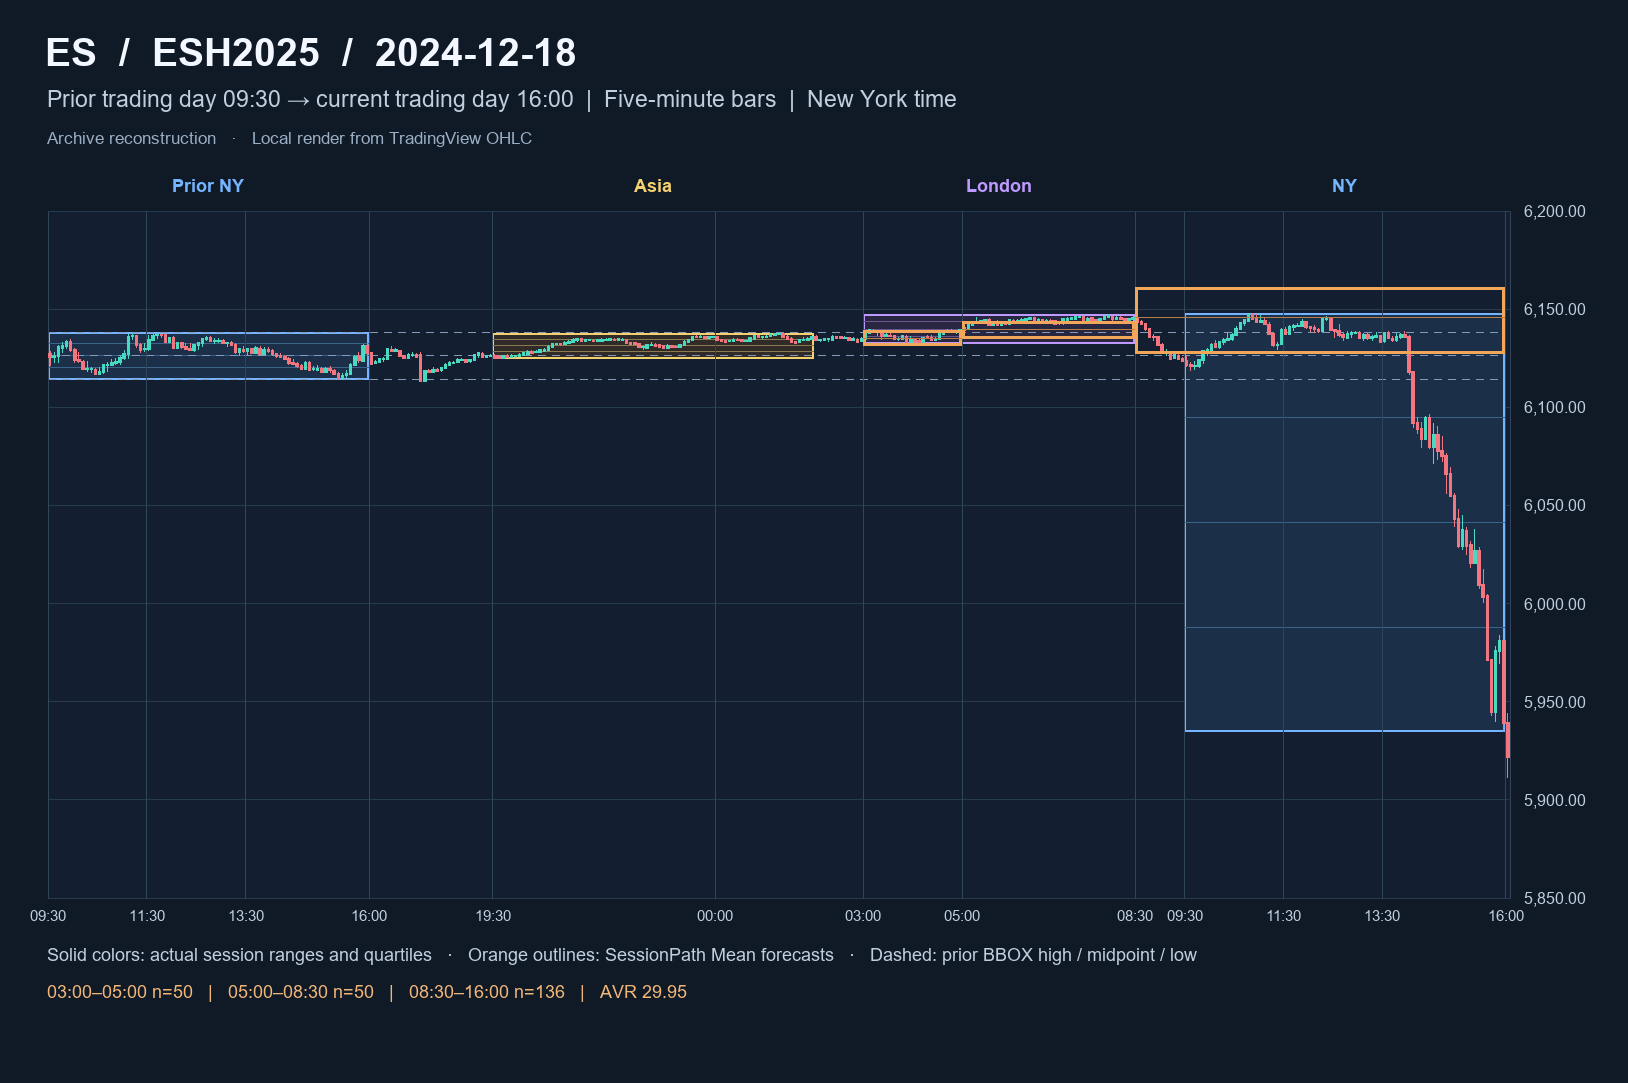 ES / ESH2025 / 2024-12-18
Prior trading day 09:30 → current trading day 16:00 | Five-minute bars | New York time
Archive reconstruction · Local render from TradingView OHLC
Prior NY Asia London NY
6,200.00
6,150.00
6,100.00
6,050.00
6,000.00
5,950.00
5,900.00
5,850.00
09:30 11:30 13:30 16:00 19:30 00:00 03:00 05:00 08:30 09:30 11:30 13:30 16:00
Solid colors: actual session ranges and quartiles · Orange outlines: SessionPath Mean forecasts · Dashed: prior BBOX high / midpoint / low
03:00–05:00 n=50 | 05:00–08:30 n=50 | 08:30–16:00 n=136 | AVR 29.95